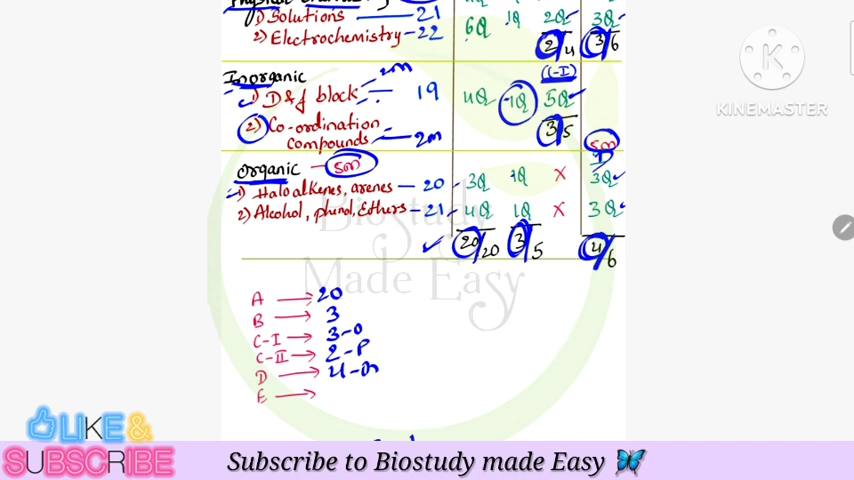 1) Solutions — 21 1Q 2Q 3Q
2) Electrochemistry - 22 6Q 2/4 3/6
Inorganic 2m (-I)
1) D & f block - 19 4Q 1Q 5Q
2) Co-ordination 3/5
compounds - 2m 5m
Organic - 5m D
1) Haloalkenes, arenes - 20 - 3Q 1Q X 3Q
2) Alcohol, phenol, Ethers - 21 - 4Q 1Q X 3Q
20/20 3/5 4/6
Biostudy
Made Easy
A → 20
B → 3
C-I → 3-O
C-II → 2-P
D → 4-On
E →
KINEMASTER
LIKE &
SUBSCRIBE
Subscribe to Biostudy made Easy 🦋